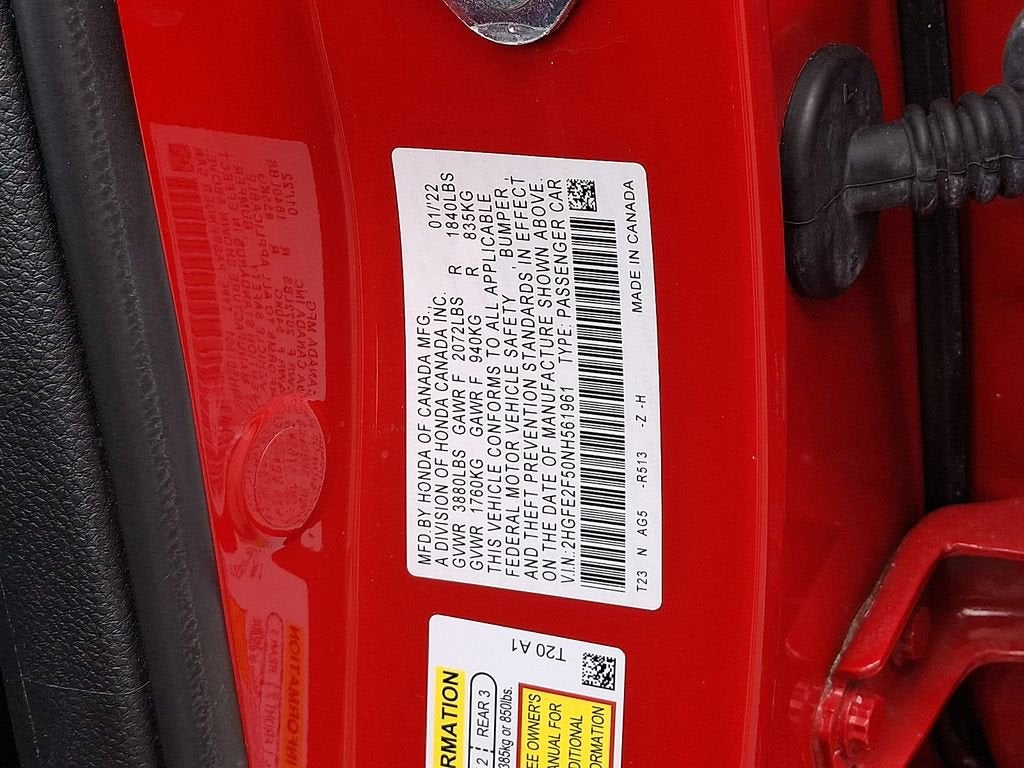 MFD.BY HONDA OF CANADA MFG.,
A DIVISION OF HONDA CANADA INC. 01/22
GVWR 3880LBS GAWR F 2072LBS R 1840LBS
GVWR 1760KG GAWR F 940KG R 835KG
THIS VEHICLE CONFORMS TO ALL APPLICABLE
FEDERAL MOTOR VEHICLE SAFETY , BUMPER ,
AND THEFT PREVENTION STANDARDS IN EFFECT
ON THE DATE OF MANUFACTURE SHOWN ABOVE.
V.I.N.:2HGFE2F50NH561961 TYPE: PASSENGER CAR
T23 N AG5 -R513 -Z -H MADE IN CANADA
T20 A1
RMATION
2 REAR 3
385kg or 850lbs.
EE OWNER'S
ANUAL FOR
DITIONAL
ORMATION